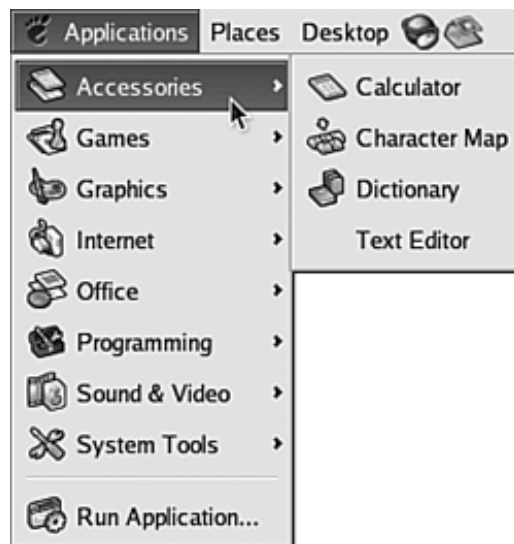 Applications Places Desktop
Accessories
Games
Graphics
Internet
Office
Programming
Sound & Video
System Tools
Run Application...
Calculator
Character Map
Dictionary
Text Editor